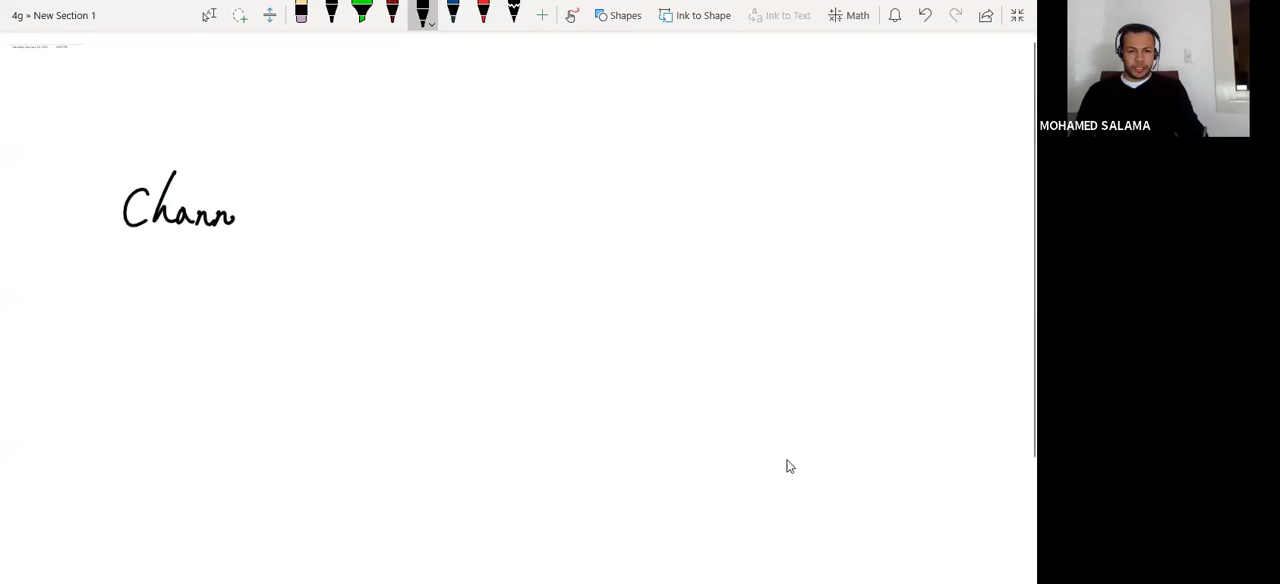 4g » New Section 1
Shapes
Ink to Shape
Ink to Text
Math
MOHAMED SALAMA
Chann